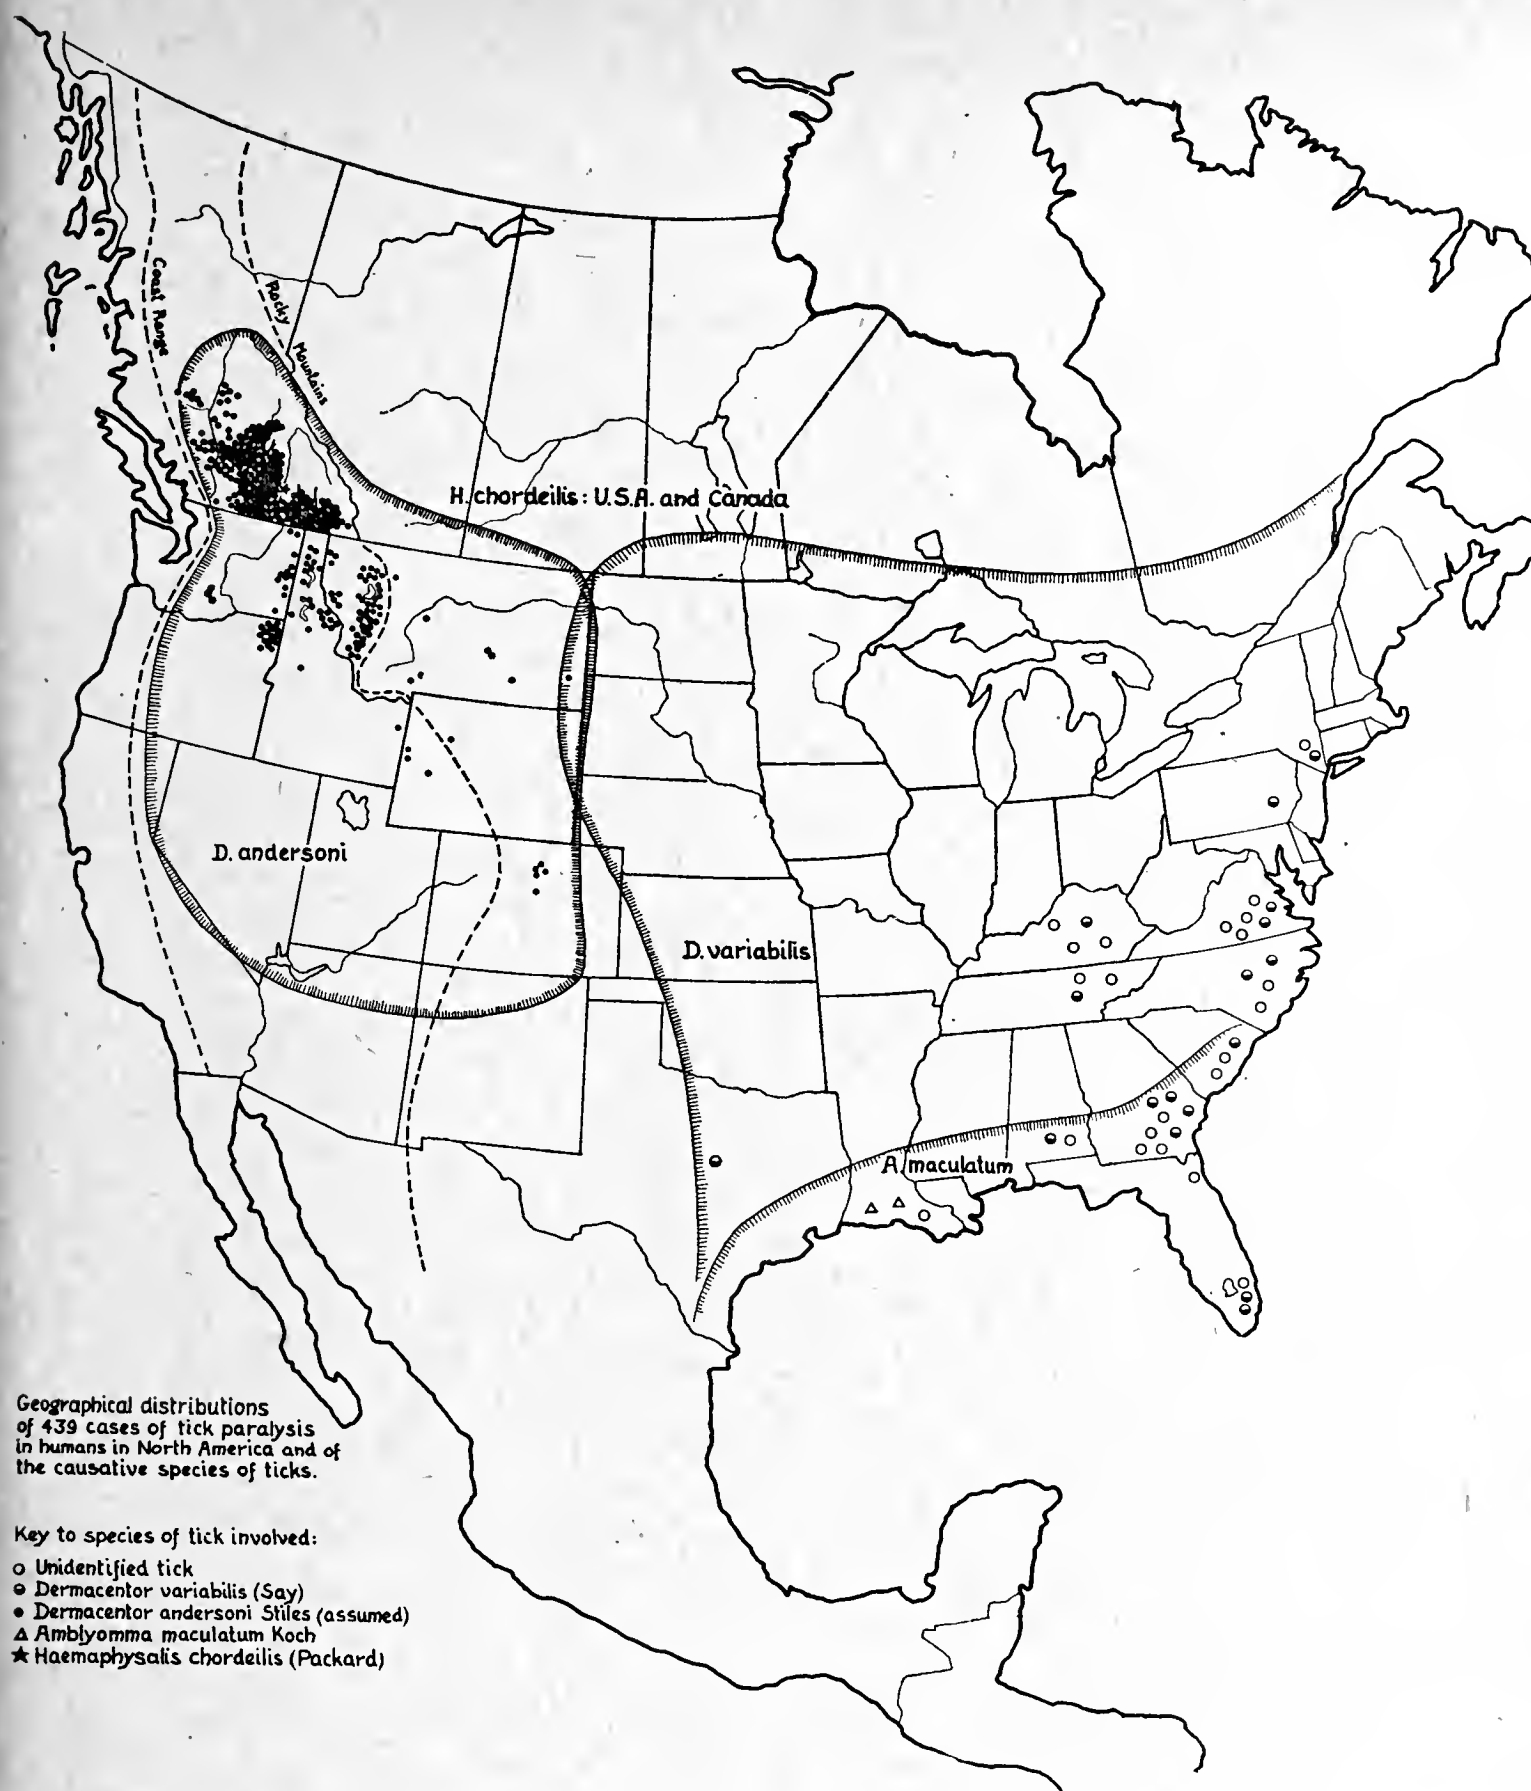 Coast Range
Rocky
Mountains
H. chordeilis: U.S.A. and Canada
D. andersoni
D. variabilis
A. maculatum
Geographical distributions
of 439 cases of tick paralysis
in humans in North America and of
the causative species of ticks.
Key to species of tick involved:
Unidentified tick
Dermacentor variabilis (Say)
Dermacentor andersoni Stiles (assumed)
Amblyomma maculatum Koch
Haemaphysalis chordeilis (Packard)